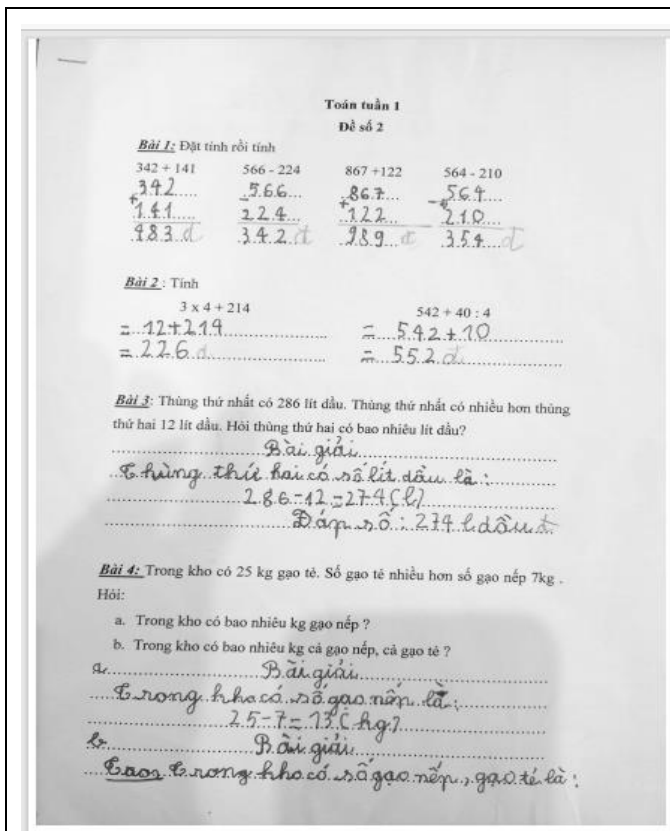 Toán tuần 1
Đề số 2
Bài 1: Đặt tính rồi tính
342 + 141 566 - 224 867 +122 564 - 210
342 566 867 564
+ - + -
141 224 122 210
483 đ 342 đ 989 đ 354 đ
Bài 2 : Tính
3 x 4 + 214 542 + 40 : 4
= 12+214 = 542+10
= 226 đ = 552 đ
Bài 3: Thùng thứ nhất có 286 lít dầu. Thùng thứ nhất có nhiều hơn thùng
thứ hai 12 lít dầu. Hỏi thùng thứ hai có bao nhiêu lít dầu?
Bài giải
Thùng thứ hai có số lít dầu là :
286-12=274(l)
Đáp số : 274 l dầu đ
Bài 4: Trong kho có 25 kg gạo tẻ. Số gạo tẻ nhiều hơn số gạo nếp 7kg .
Hỏi:
a. Trong kho có bao nhiêu kg gạo nếp ?
b. Trong kho có bao nhiêu kg cả gạo nếp, cả gạo tẻ ?
a Bài giải
Trong kho có số gạo nếp là :
25-7= (kg)
b Bài giải
Trong kho có số gạo nếp, gạo tẻ là :